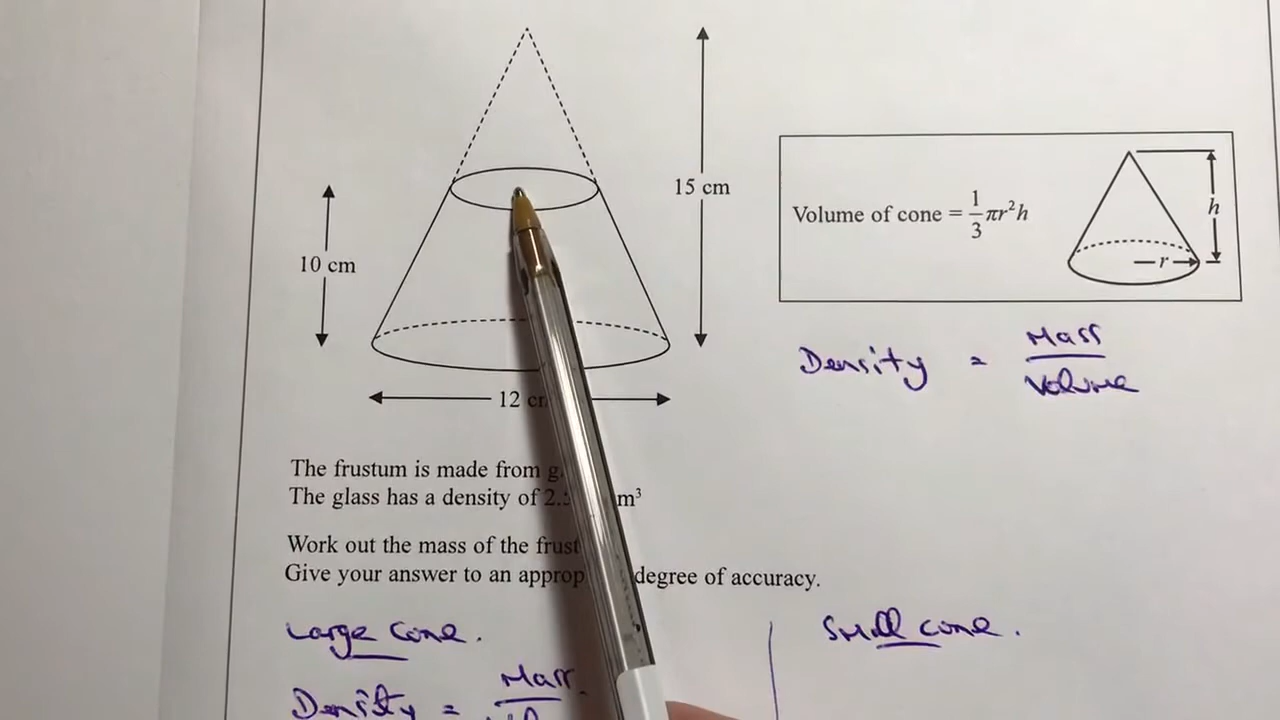 15 cm
10 cm
12
Volume of cone = 1/3 πr²h
h
r
Density = Mass/Volume
The frustum is made from
The glass has a density of 2. m³
Work out the mass of the
Give your answer to an degree of accuracy.
Large cone.
Small cone.
Density = Mass